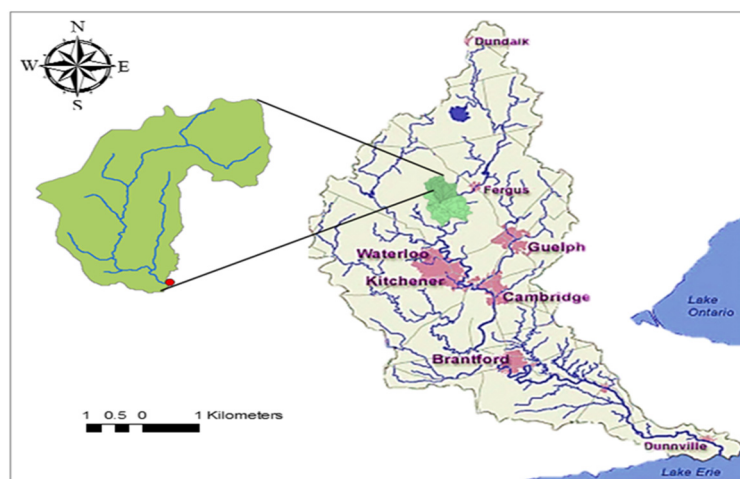 N
W E
S
Dundalk
Fergus
Guelph
Waterloo
Kitchener
Cambridge
Lake
Ontario
Brantford
1 0.5 0 1 Kilometers
Dunnville
Lake Erie